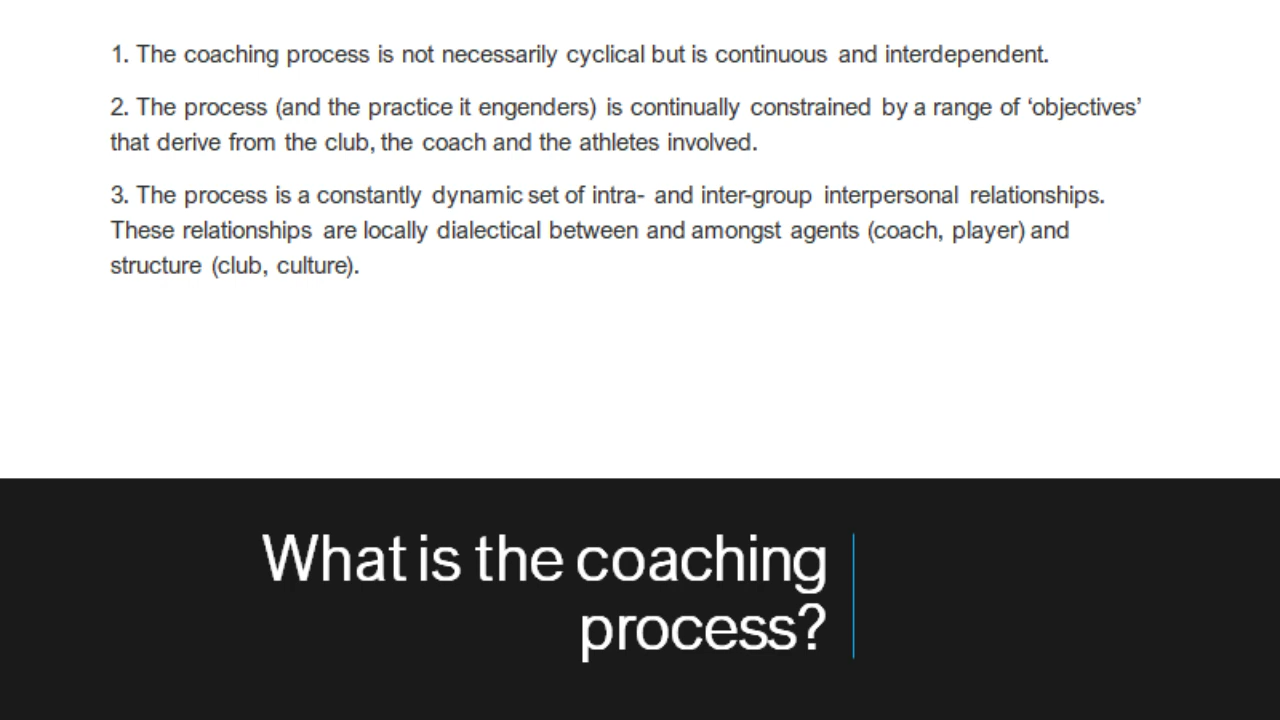 1. The coaching process is not necessarily cyclical but is continuous and interdependent.
2. The process (and the practice it engenders) is continually constrained by a range of ‘objectives’
that derive from the club, the coach and the athletes involved.
3. The process is a constantly dynamic set of intra- and inter-group interpersonal relationships.
These relationships are locally dialectical between and amongst agents (coach, player) and
structure (club, culture).
What is the coaching
process?